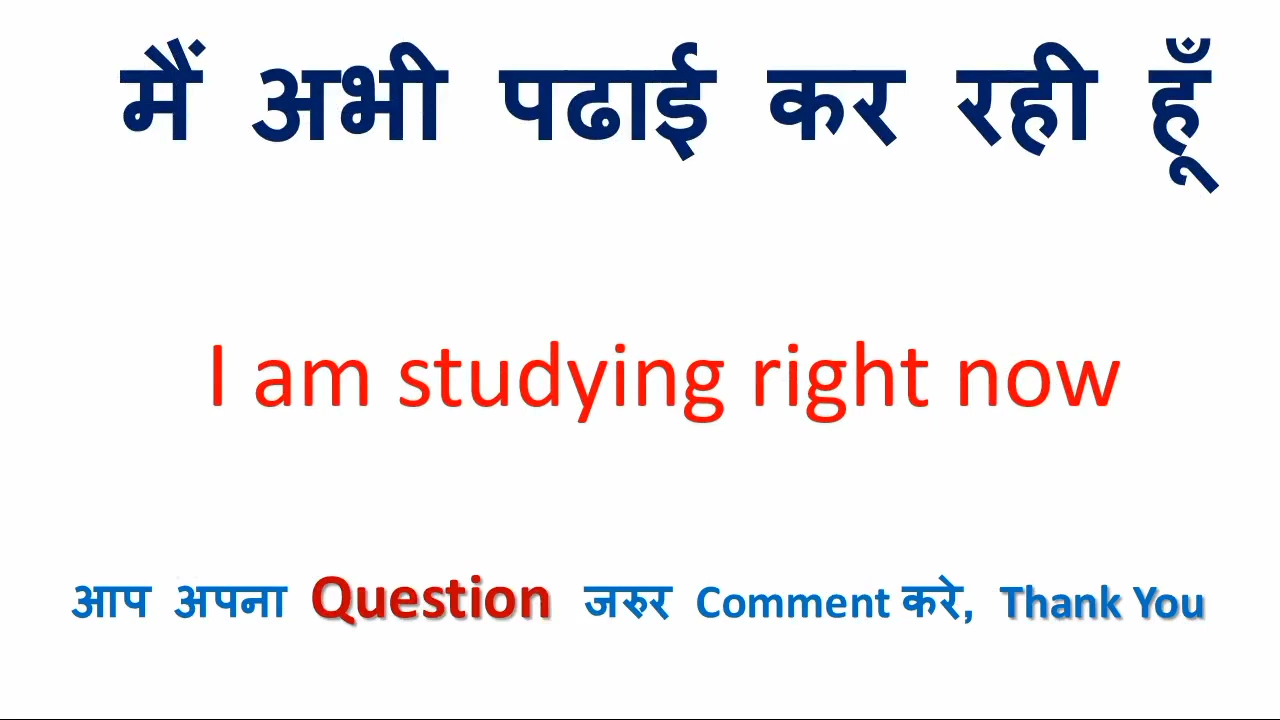 मैं अभी पढाई कर रही हूँ
I am studying right now
आप अपना Question जरुर Comment करे, Thank You